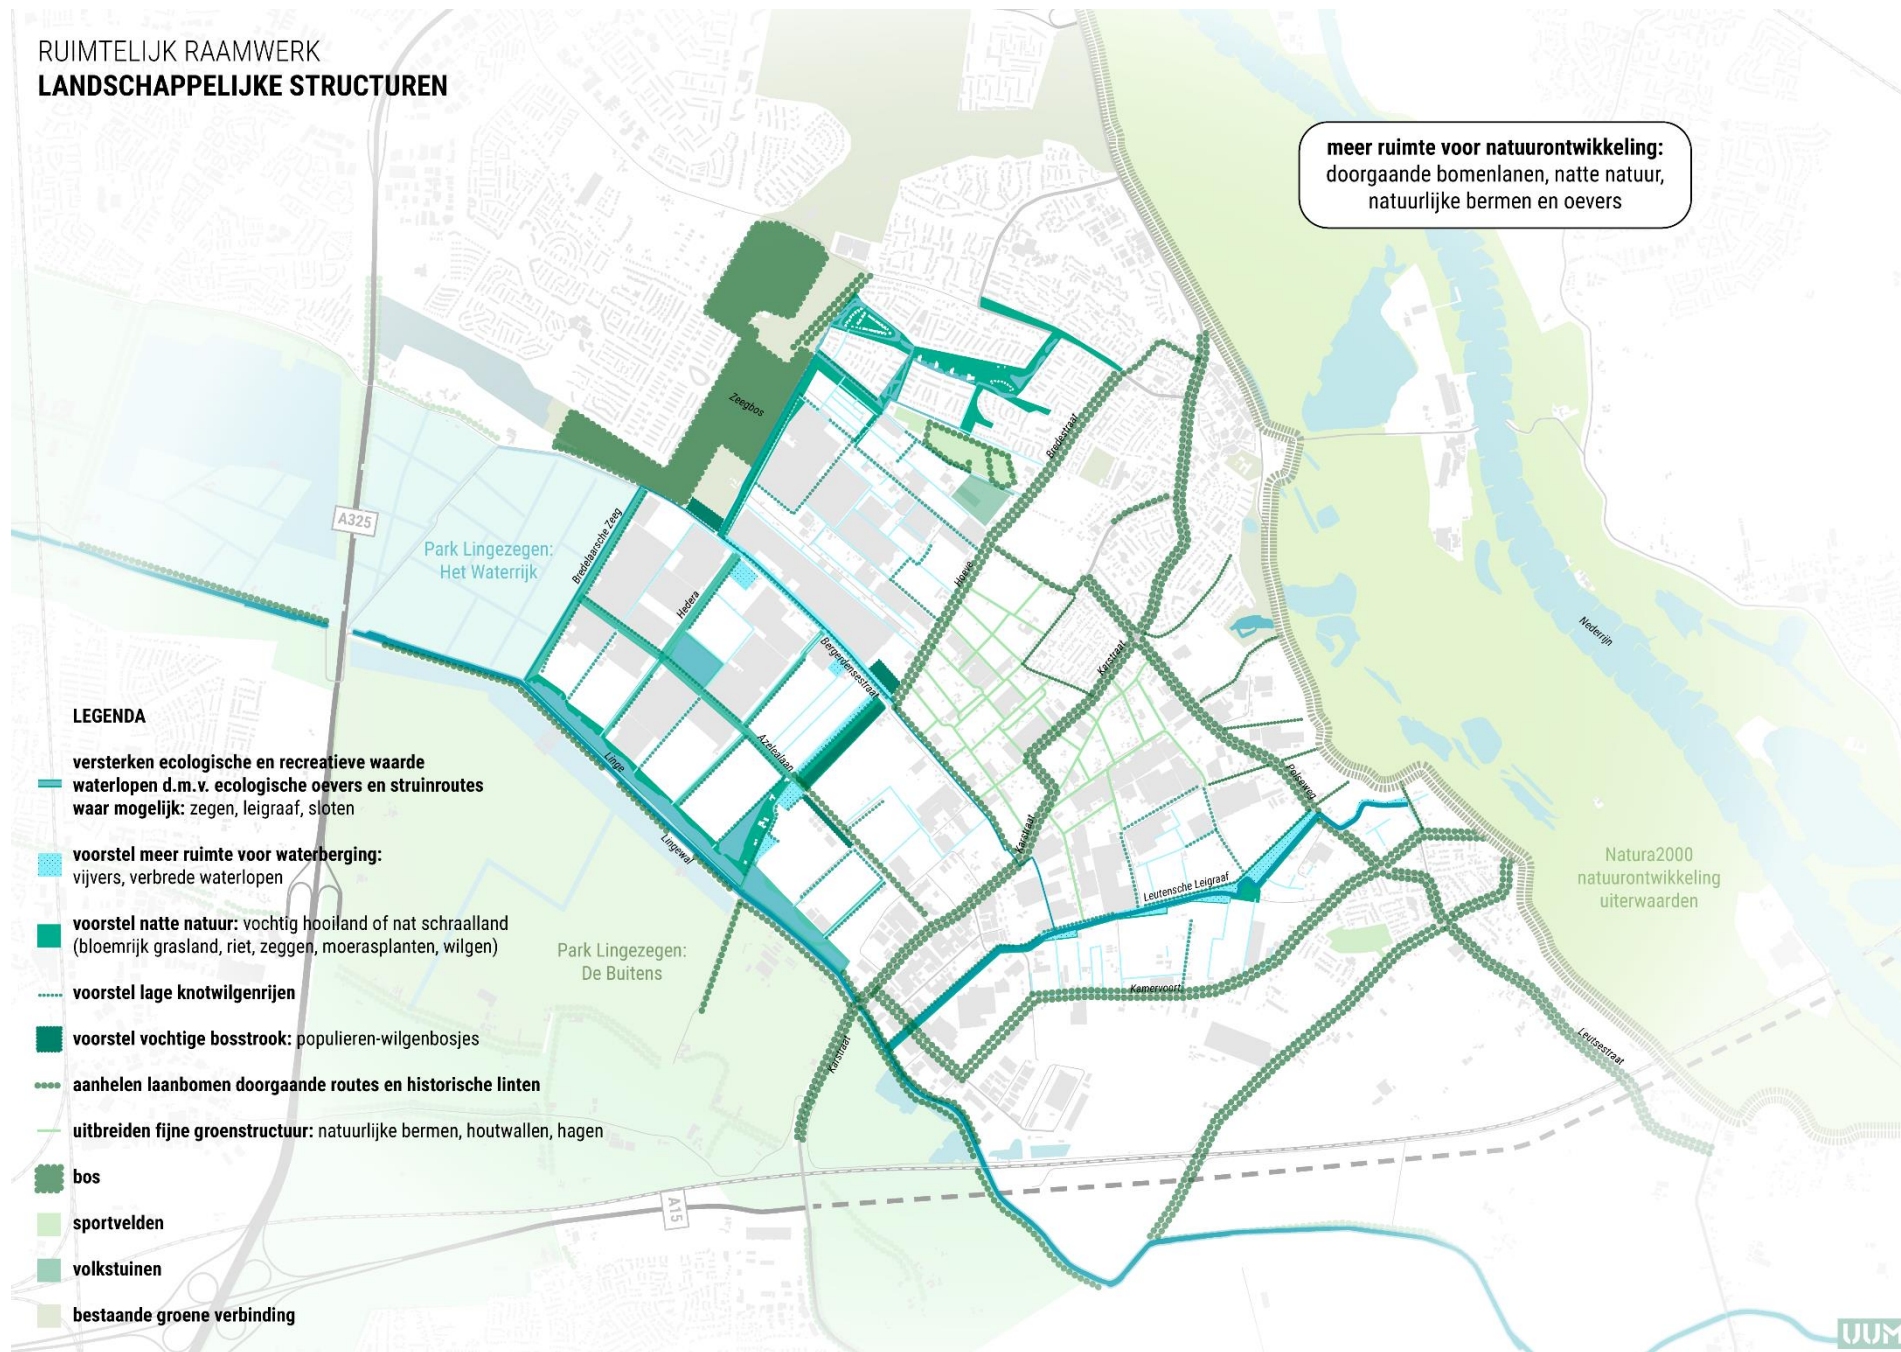 RUIMTELIJK RAAMWERK
LANDSCHAPPELIJKE STRUCTUREN
meer ruimte voor natuurontwikkeling:
doorgaande bomenlanen, natte natuur,
natuurlijke bermen en oevers
Zeegbos
Bredestraat
A325
Park Lingezegen:
Het Waterrijk
Bredelaarsche Zeeg
Hedera
Hoeve
Bergerdensestraat
Karstraat
Nederrijn
Azalealaan
Linge
Lingewal
Polseweg
Karstraat
Leutensche Leigraaf
Natura2000
natuurontwikkeling
uiterwaarden
Park Lingezegen:
De Buitens
Kamervoort
Karstraat
Leutsestraat
A15
LEGENDA
versterken ecologische en recreatieve waarde
waterlopen d.m.v. ecologische oevers en struinroutes
waar mogelijk: zegen, leigraaf, sloten
voorstel meer ruimte voor waterberging:
vijvers, verbrede waterlopen
voorstel natte natuur: vochtig hooiland of nat schraalland
(bloemrijk grasland, riet, zeggen, moerasplanten, wilgen)
voorstel lage knotwilgenrijen
voorstel vochtige bosstrook: populieren-wilgenbosjes
aanhelen laanbomen doorgaande routes en historische linten
uitbreiden fijne groenstructuur: natuurlijke bermen, houtwallen, hagen
bos
sportvelden
volkstuinen
bestaande groene verbinding
UUM